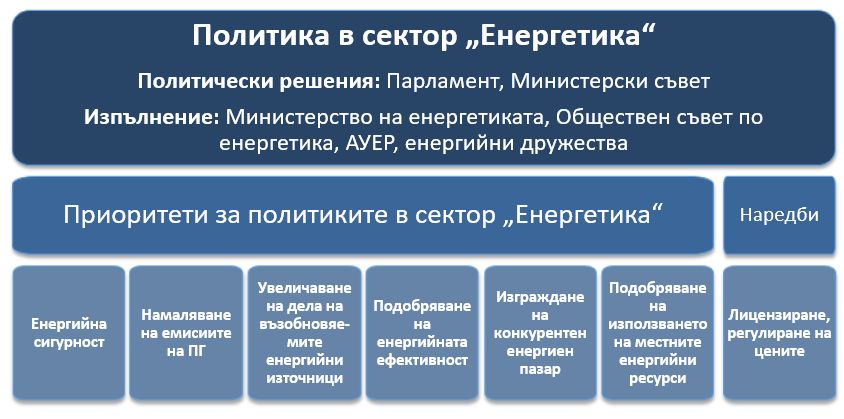 Политика в сектор „Енергетика“
Политически решения: Парламент, Министерски съвет
Изпълнение: Министерство на енергетиката, Обществен съвет по
енергетика, АУЕР, енергийни дружества
Приоритети за политиките в сектор „Енергетика“
Наредби
Енергийна
сигурност
Намаляване
на емисиите
на ПГ
Увеличаване
на дела на
възобновяе-
мите
енергийни
източници
Подобряване
на
енергийната
ефективност
Изграждане
на
конкурентен
енергиен
пазар
Подобряване
на
използването
на местните
енергийни
ресурси
Лицензиране,
регулиране на
цените